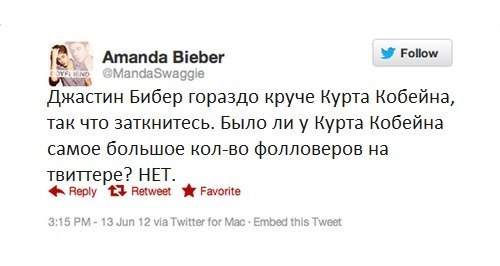 Amanda Bieber
@MandaSwaggie
Follow
Джастин Бибер гораздо круче Курта Кобейна,
так что заткнитесь. Было ли у Курта Кобейна
самое большое кол-во фолловеров на
твиттере? НЕТ.
Reply Retweet Favorite
3:15 PM - 13 Jun 12 via Twitter for Mac · Embed this Tweet